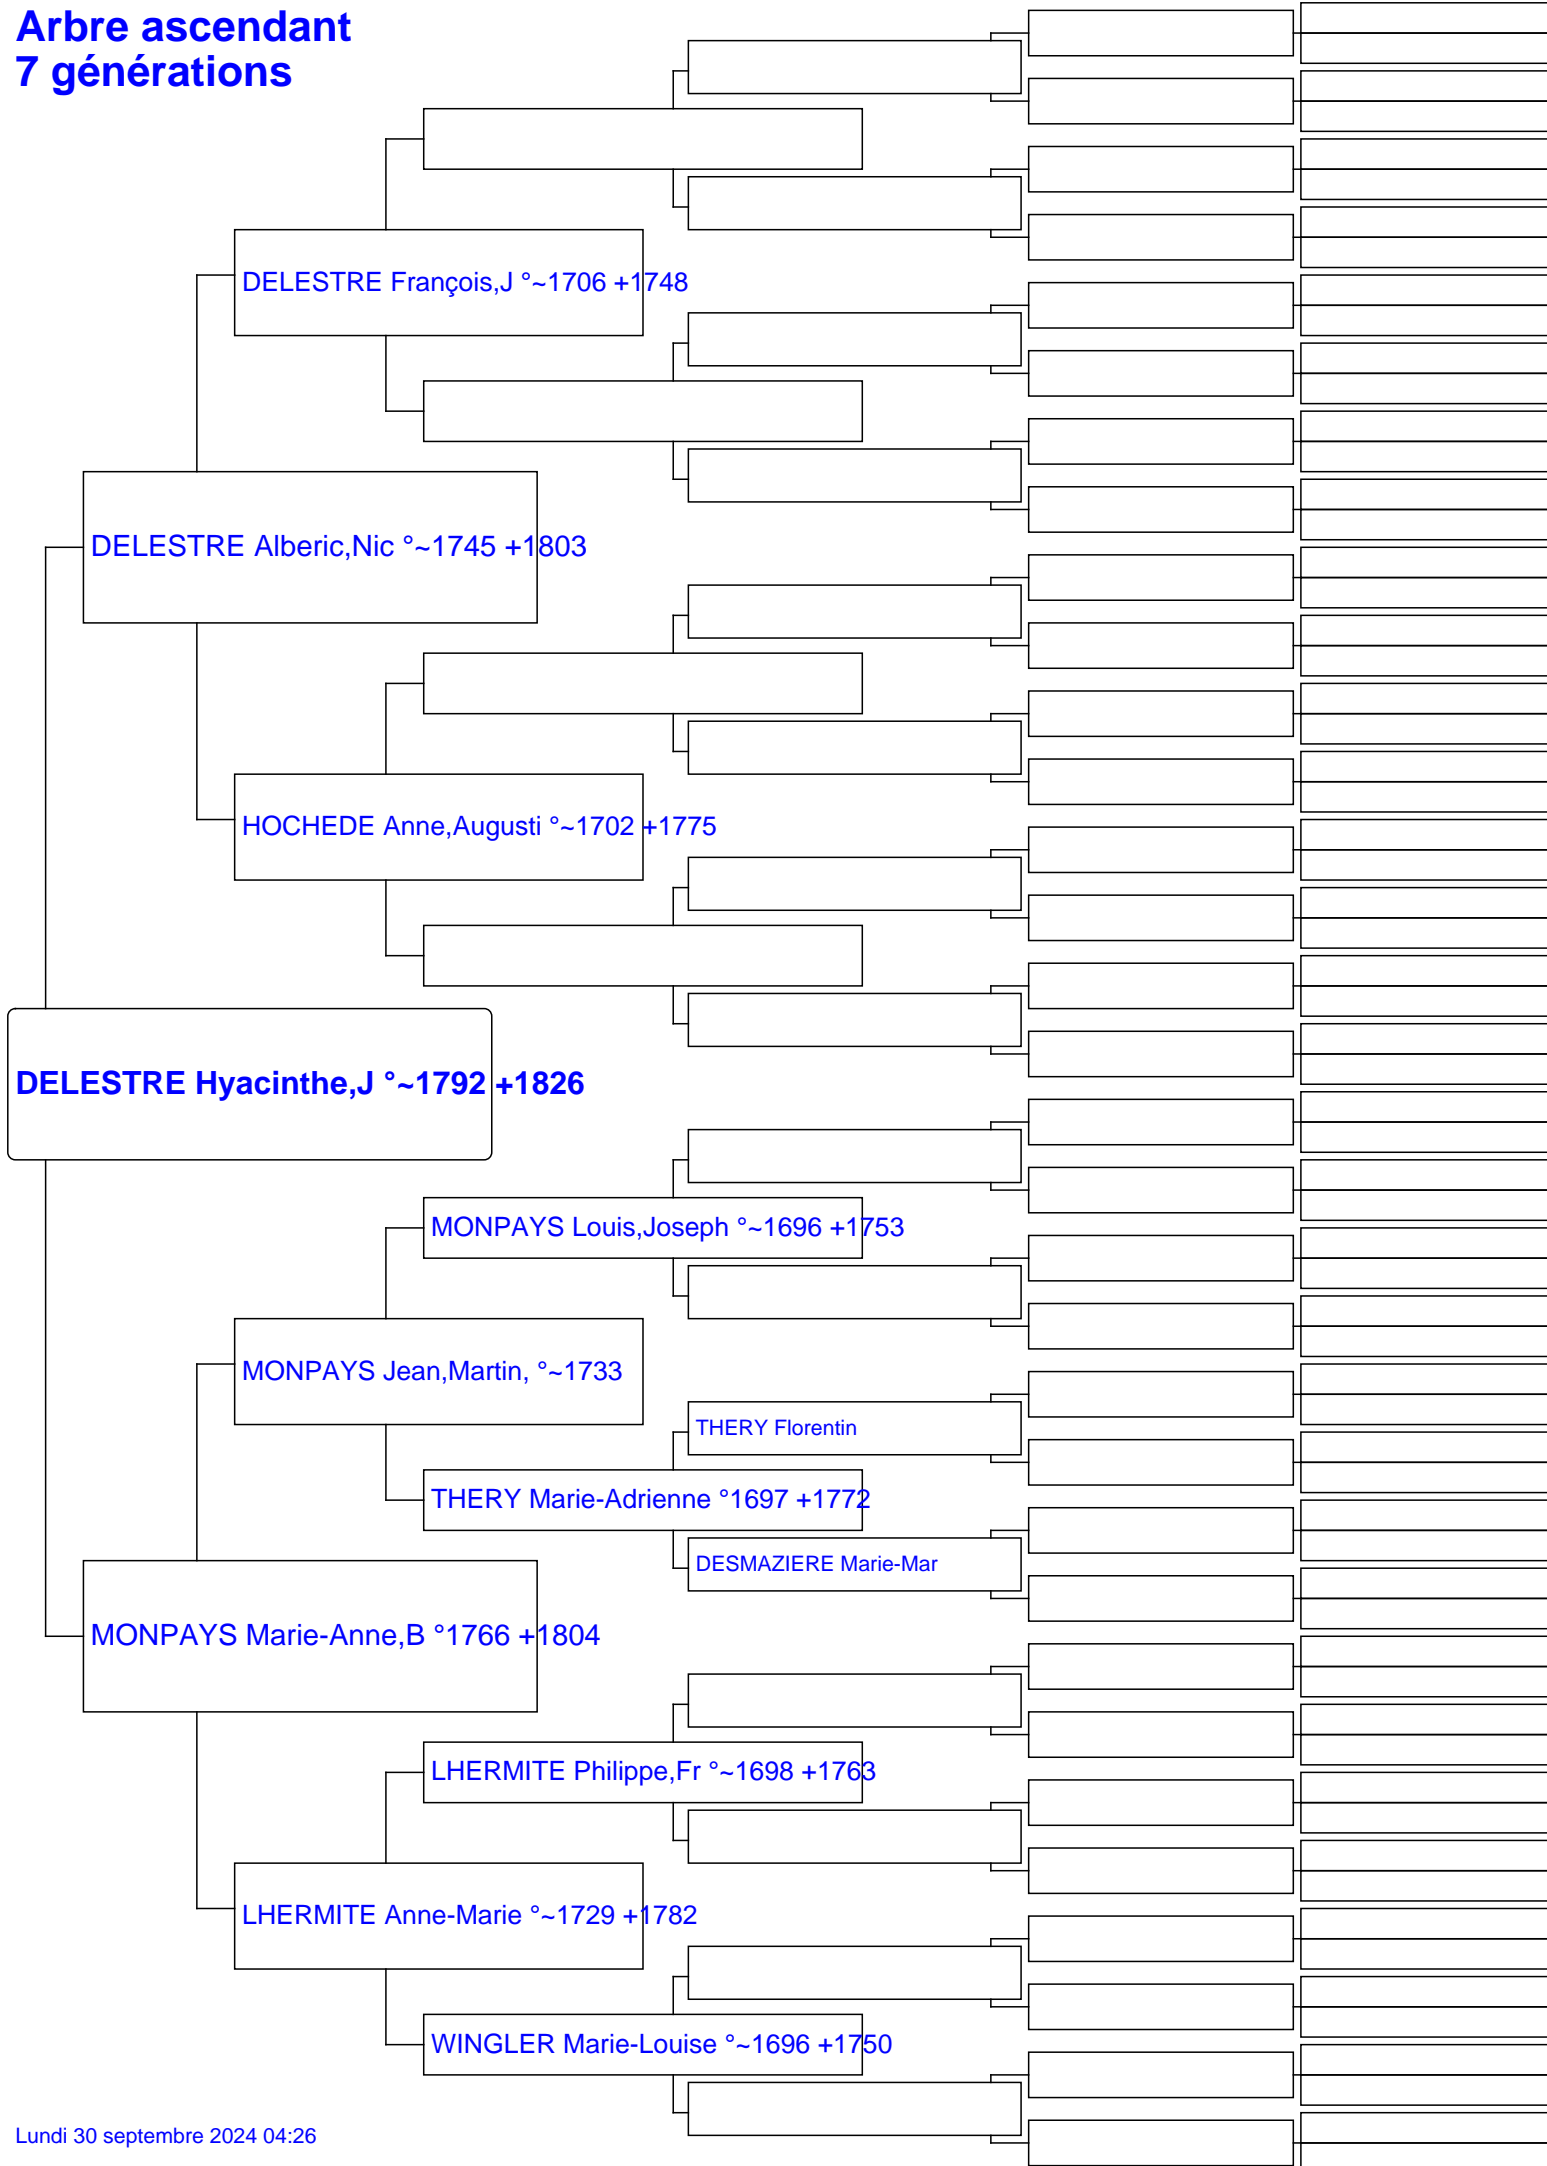 Arbre ascendant
7 générations
DELESTRE François,J °~1706 +1748
DELESTRE Alberic,Nic °~1745 +1803
HOCHEDE Anne,Augusti °~1702 +1775
DELESTRE Hyacinthe,J °~1792 +1826
MONPAYS Louis,Joseph °~1696 +1753
MONPAYS Jean,Martin, °~1733
THERY Florentin
THERY Marie-Adrienne °1697 +1772
DESMAZIERE Marie-Mar
MONPAYS Marie-Anne,B °1766 +1804
LHERMITE Philippe,Fr °~1698 +1763
LHERMITE Anne-Marie °~1729 +1782
WINGLER Marie-Louise °~1696 +1750
Lundi 30 septembre 2024 04:26